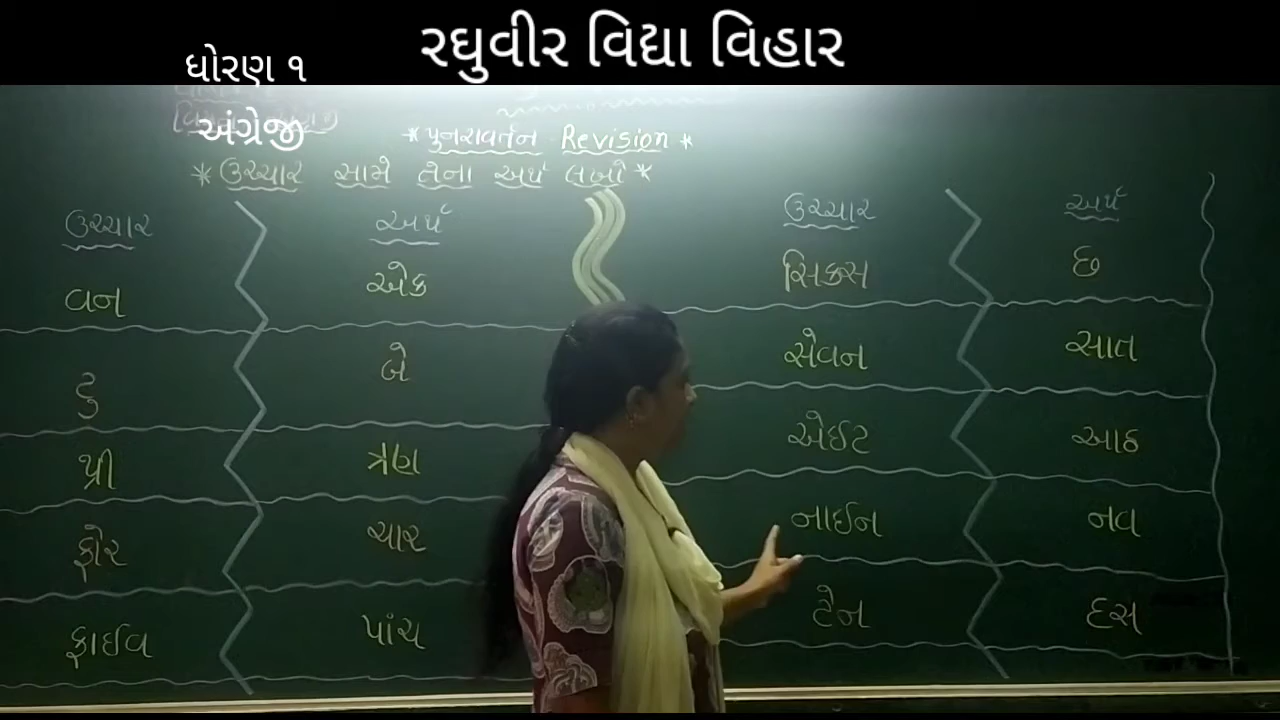 રઘુવીર વિદ્યા વિહાર
ધોરણ ૧
અંગ્રેજી
* પુનરાવર્તન Revision *
* ઉચ્ચાર સામે તેના અર્થ લખો *
ઉચ્ચાર અર્થ ઉચ્ચાર અર્થ
વન એક સિક્સ છ
ટુ બે સેવન સાત
થ્રી ત્રણ એઈટ આઠ
ફોર ચાર નાઈન નવ
ફાઈવ પાંચ ટેન દસ